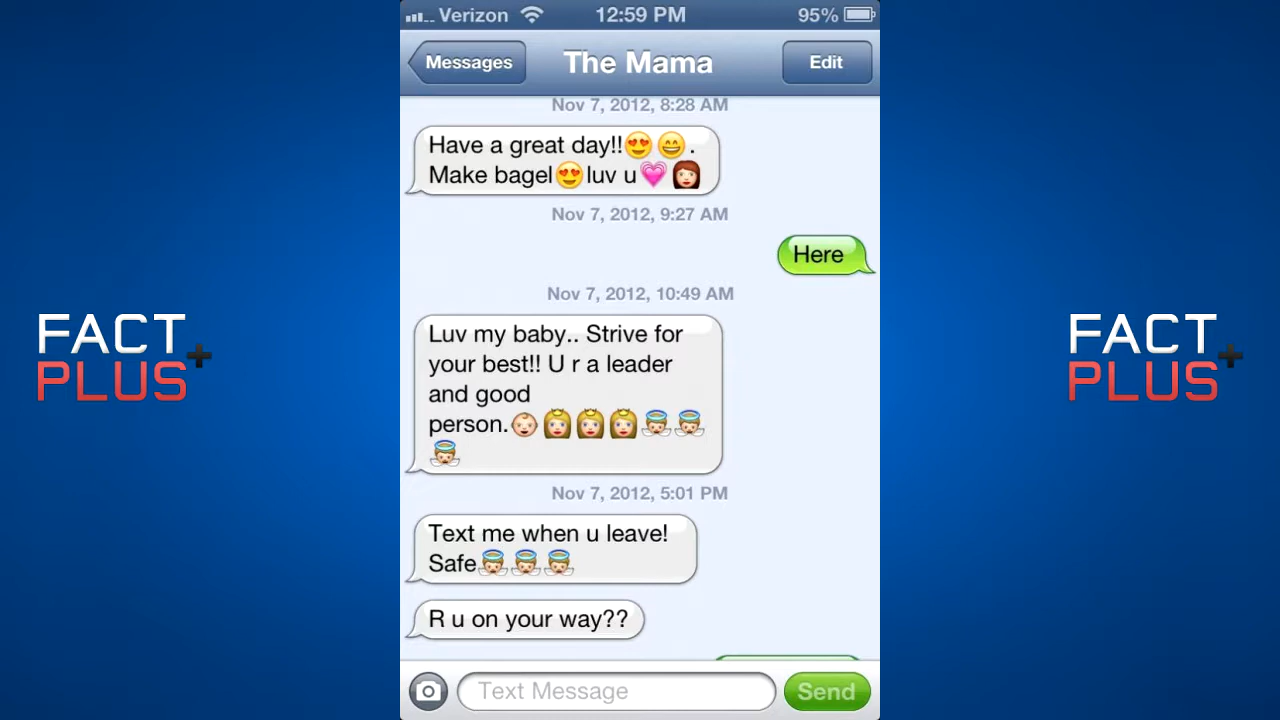 Verizon 12:59 PM 95%
Messages The Mama Edit
Nov 7, 2012, 8:28 AM
Have a great day!!😍😄.
Make bagel😍luv u💗👩
Nov 7, 2012, 9:27 AM
Here
Nov 7, 2012, 10:49 AM
Luv my baby.. Strive for
your best!! U r a leader
and good
person.👶👸👸👸👼👼
👼
Nov 7, 2012, 5:01 PM
Text me when u leave!
Safe👼👼👼
R u on your way??
Text Message Send
FACT
PLUS+
FACT
PLUS+